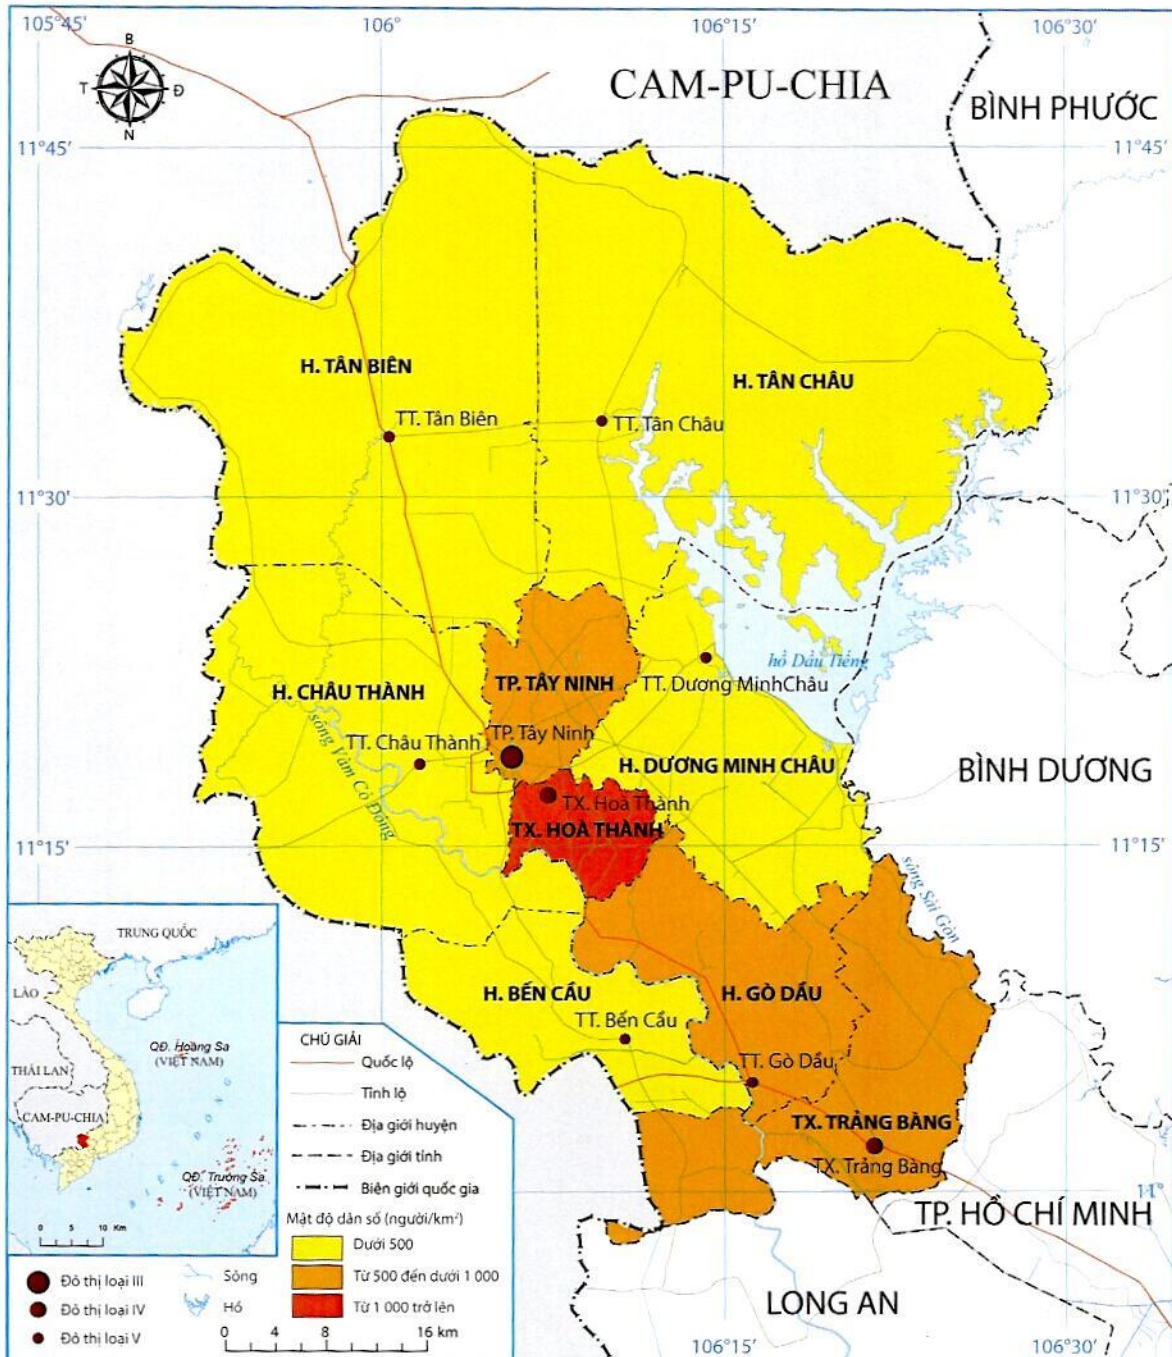 105°45'
106°
106°15'
106°30'
B
T
Đ
N
CAM-PU-CHIA
BÌNH PHƯỚC
11°45'
11°45'
H. TÂN BIÊN
H. TÂN CHÂU
TT. Tân Biên
TT. Tân Châu
11°30'
11°30'
hồ Dầu Tiếng
TP. TÂY NINH
TT. Dương MinhChâu
H. CHÂU THÀNH
sông Vàm Cỏ Đông
TP. Tây Ninh
TT. Châu Thành
H. DƯƠNG MINH CHÂU
BÌNH DƯƠNG
TX. Hoà Thành
TX. HOÀ THÀNH
11°15'
11°15'
sông Sài Gòn
H. BẾN CẦU
H. GÒ DẦU
TT. Bến Cầu
TT. Gò Dầu
TX. TRẢNG BÀNG
TX. Trảng Bàng
11°
TP. HỒ CHÍ MINH
LONG AN
106°15'
106°30'
TRUNG QUỐC
LÀO
QĐ. Hoàng Sa
(VIỆT NAM)
THÁI LAN
CAM-PU-CHIA
QĐ. Trường Sa
(VIỆT NAM)
0 5 10 Km
CHÚ GIẢI
Quốc lộ
Tỉnh lộ
Địa giới huyện
Địa giới tỉnh
Biên giới quốc gia
Mật độ dân số (người/km²)
Dưới 500
Từ 500 đến dưới 1 000
Từ 1 000 trở lên
Đô thị loại III
Đô thị loại IV
Đô thị loại V
Sông
Hồ
0 4 8 16 km